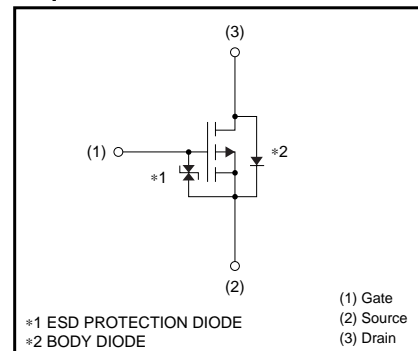 (3)
(1)
∗1
∗2
(2)
∗1 ESD PROTECTION DIODE
∗2 BODY DIODE
(1) Gate
(2) Source
(3) Drain